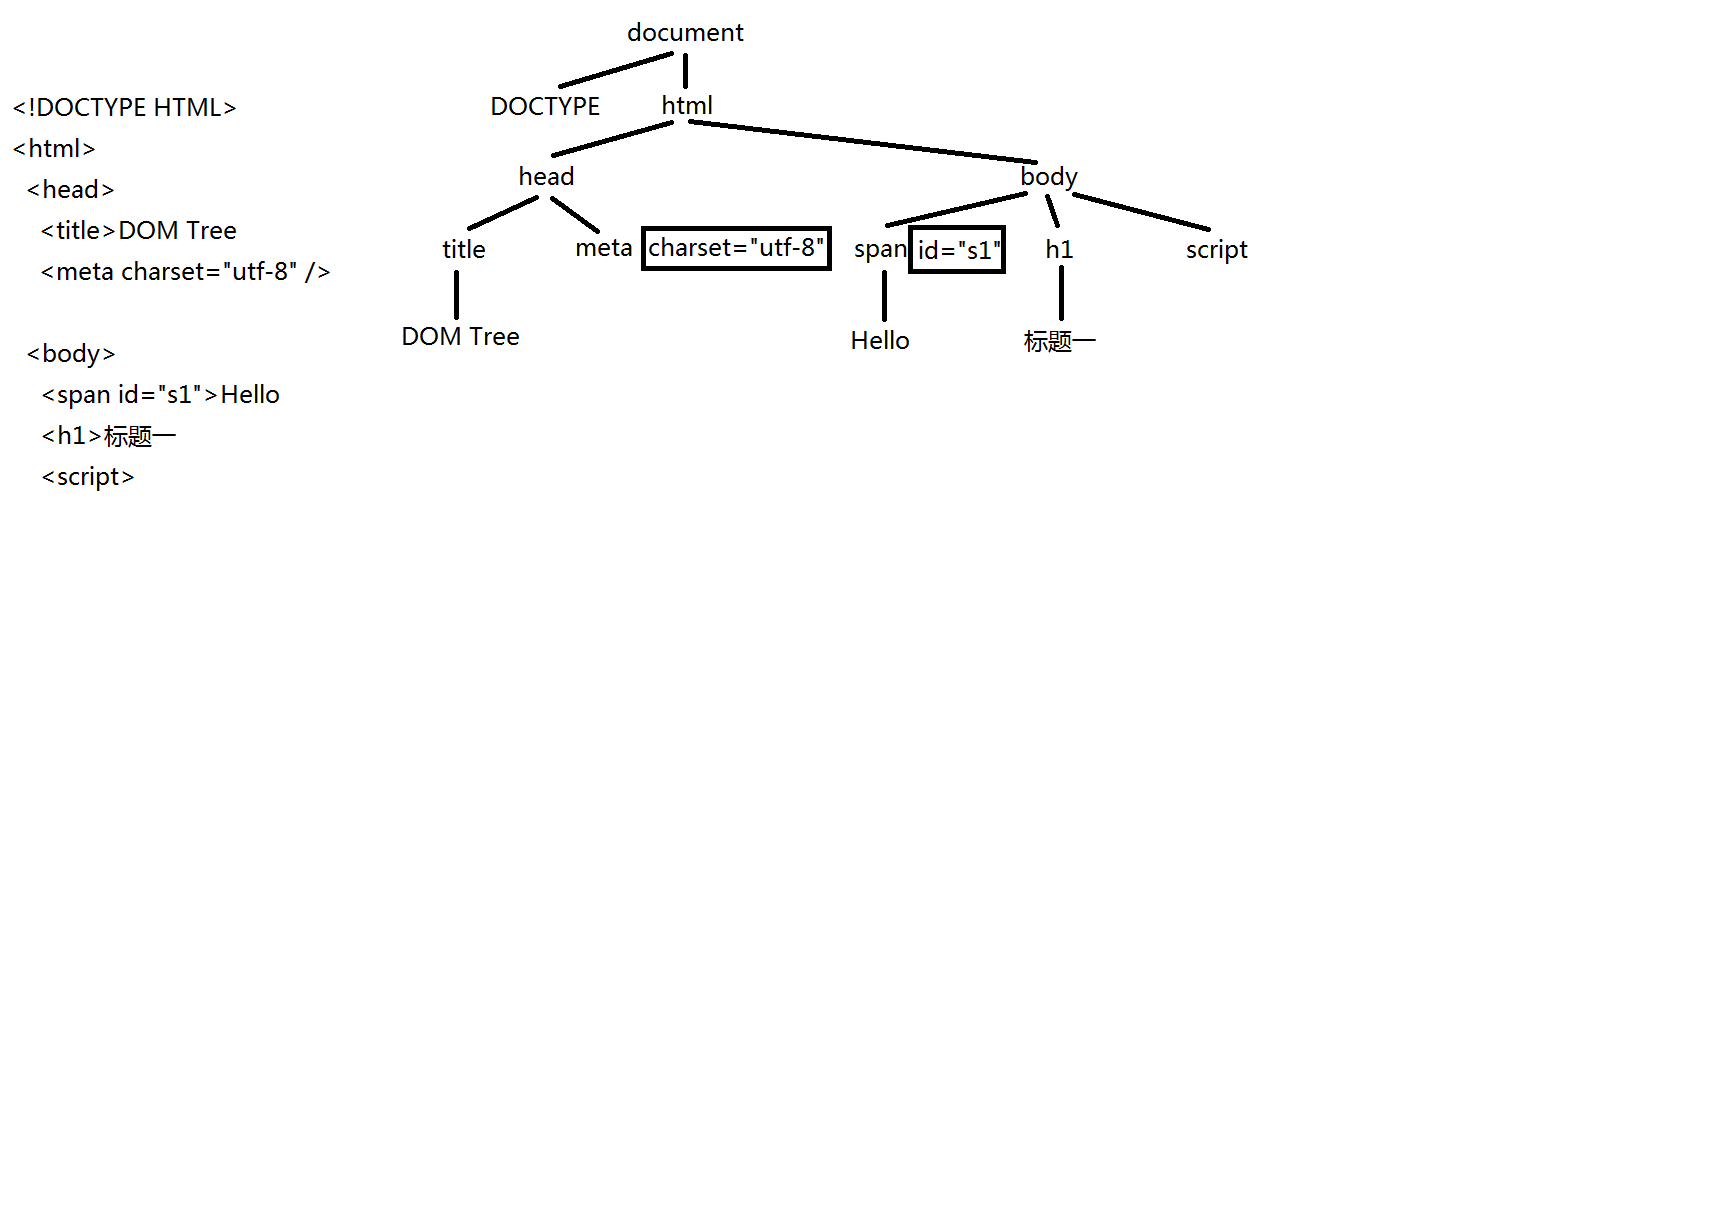 <!DOCTYPE HTML>
<html>
<head>
<title>DOM Tree
<meta charset="utf-8" />
<body>
<span id="s1">Hello
<h1>标题一
<script>
document
DOCTYPE html
head body
title meta charset="utf-8" span id="s1" h1 script
DOM Tree Hello 标题一